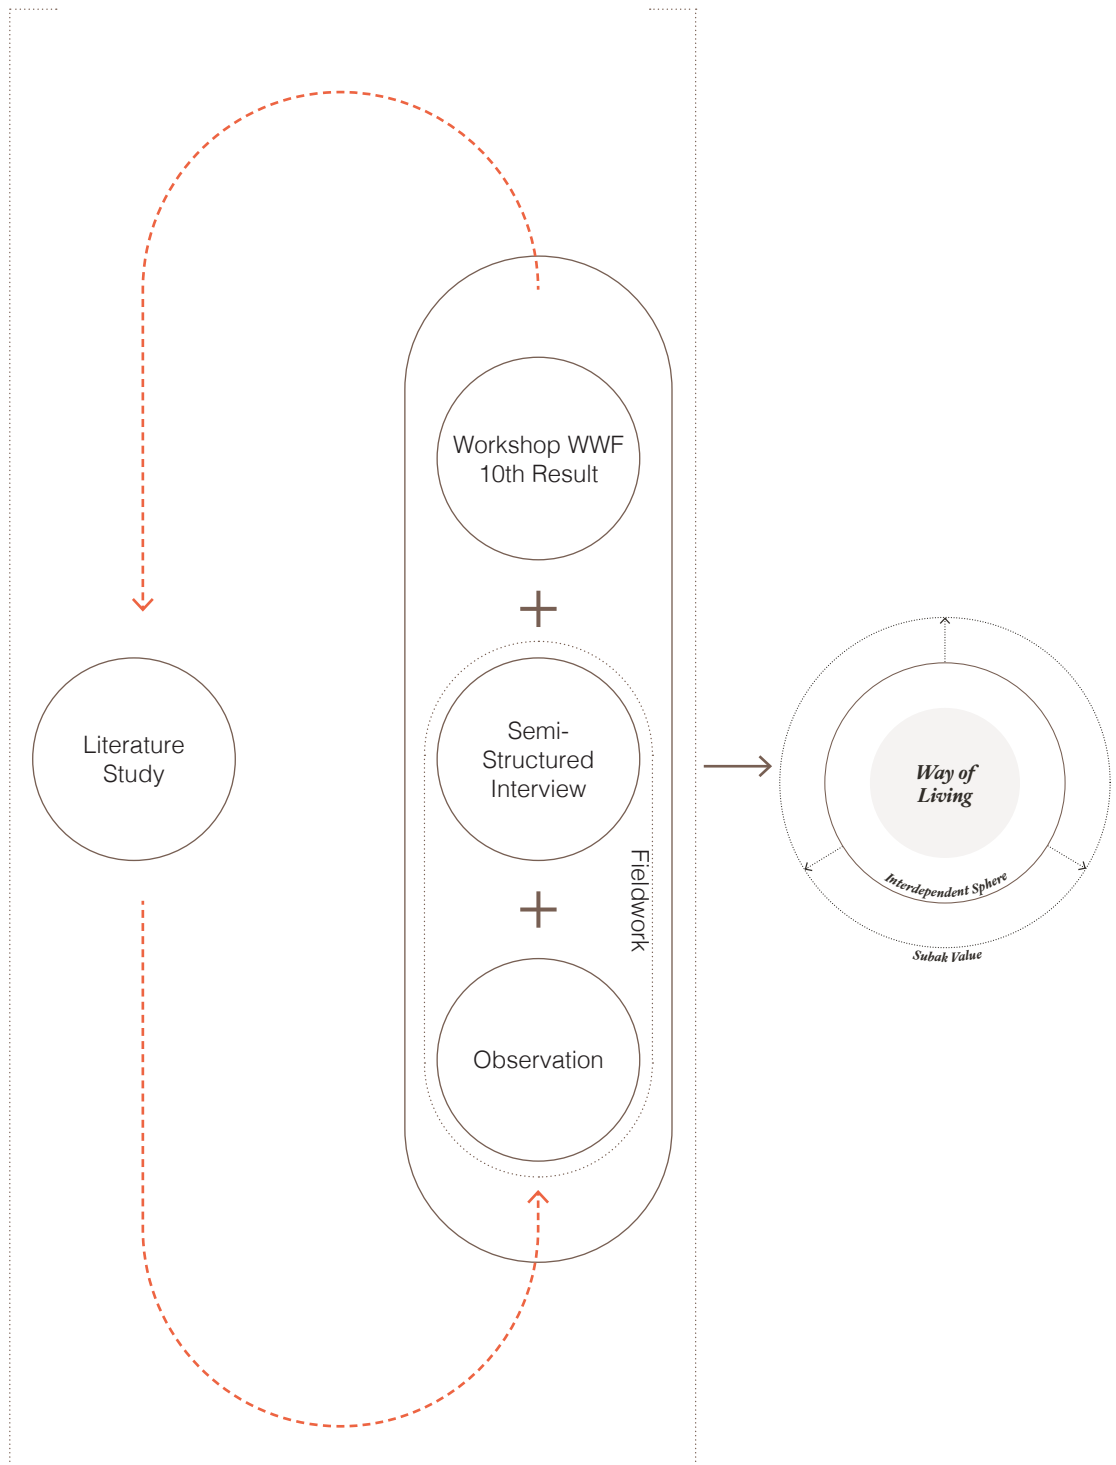 Workshop WWF
10th Result
Literature
Study
Semi-
Structured
Interview
Fieldwork
Observation
Way of
Living
Interdependent Sphere
Subak Value